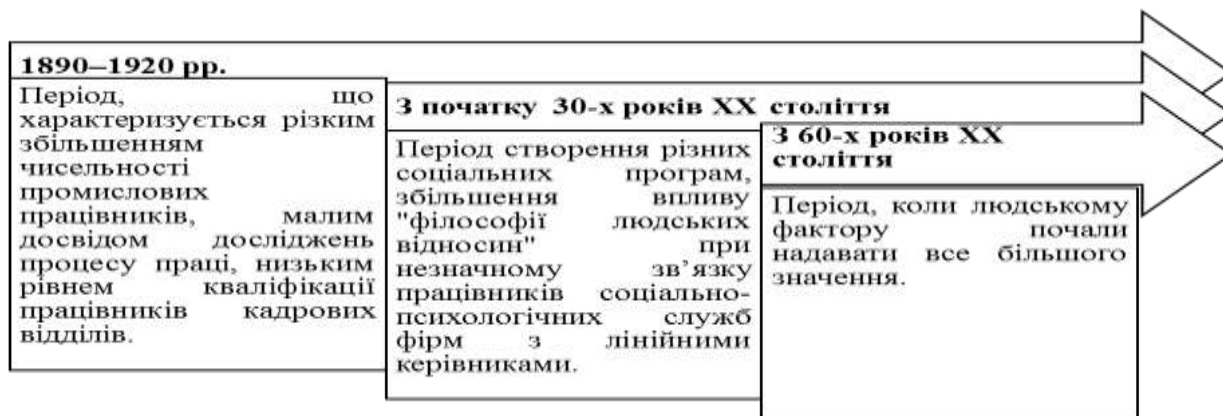 1890–1920 рр.
Період, що
характеризується різким
збільшенням
чисельності
промислових
працівників, малим
досвідом досліджень
процесу праці, низьким
рівнем кваліфікації
працівників кадрових
відділів.
З початку 30-х років XX століття
Період створення різних
соціальних програм,
збільшення впливу
"філософії людських
відносин" при
незначному зв’язку
працівників соціально-
психологічних служб
фірм з лінійними
керівниками.
З 60-х років XX
століття
Період, коли людському
фактору почали
надавати все більшого
значення.